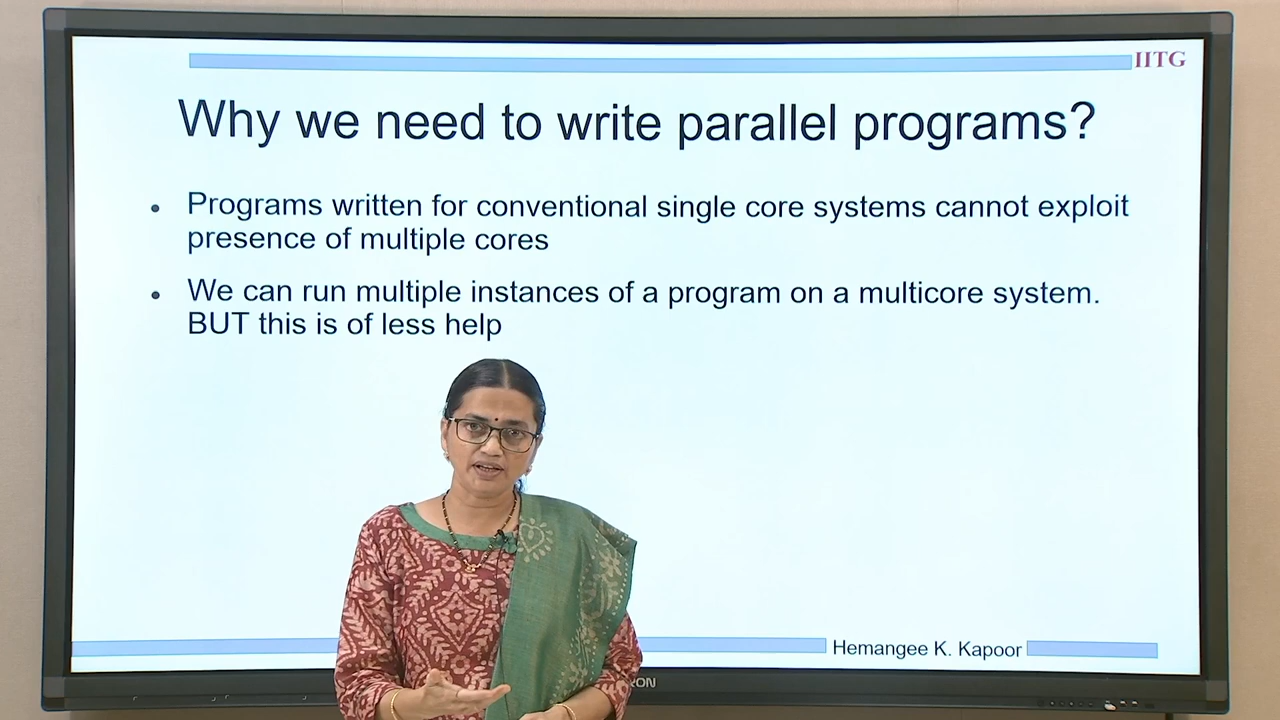 IITG
Why we need to write parallel programs?
Programs written for conventional single core systems cannot exploit
presence of multiple cores
We can run multiple instances of a program on a multicore system.
BUT this is of less help
Hemangee K. Kapoor